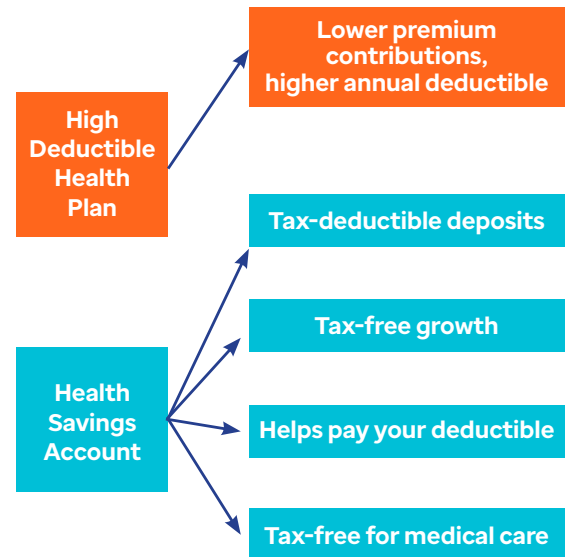 High
Deductible
Health
Plan
Lower premium
contributions,
higher annual deductible
Health
Savings
Account
Tax-deductible deposits
Tax-free growth
Helps pay your deductible
Tax-free for medical care